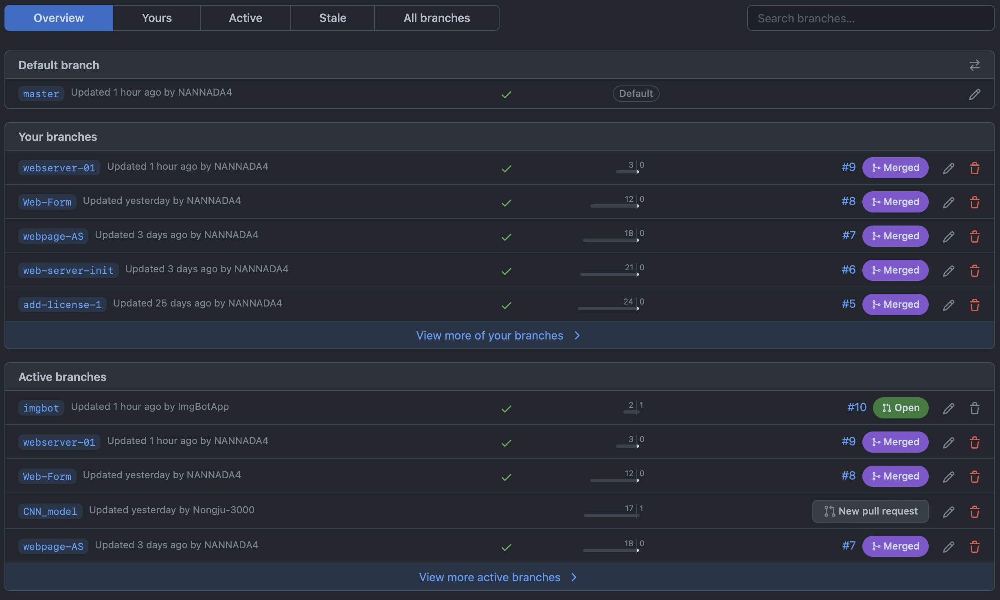 Overview Yours Active Stale All branches Search branches...
Default branch
master Updated 1 hour ago by NANNADA4 Default
Your branches
webserver-01 Updated 1 hour ago by NANNADA4 3 0 #9 Merged
Web-Form Updated yesterday by NANNADA4 12 0 #8 Merged
webpage-AS Updated 3 days ago by NANNADA4 18 0 #7 Merged
web-server-init Updated 3 days ago by NANNADA4 21 0 #6 Merged
add-license-1 Updated 25 days ago by NANNADA4 24 0 #5 Merged
View more of your branches
Active branches
imgbot Updated 1 hour ago by ImgBotApp 2 1 #10 Open
webserver-01 Updated 1 hour ago by NANNADA4 3 0 #9 Merged
Web-Form Updated yesterday by NANNADA4 12 0 #8 Merged
CNN_model Updated yesterday by Nongju-3000 17 1 New pull request
webpage-AS Updated 3 days ago by NANNADA4 18 0 #7 Merged
View more active branches